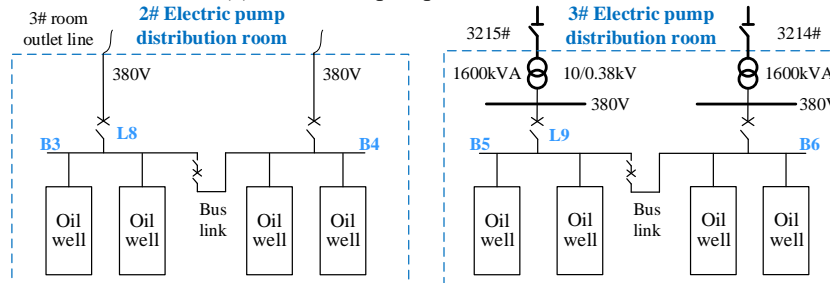 3# room
outlet line
2# Electric pump
distribution room
380V
380V
B3
L8
B4
Oil
well
Oil
well
Bus
link
Oil
well
Oil
well
3215#
3# Electric pump
distribution room
3214#
1600kVA
10/0.38kV
1600kVA
380V
380V
B5
L9
B6
Oil
well
Oil
well
Bus
link
Oil
well
Oil
well